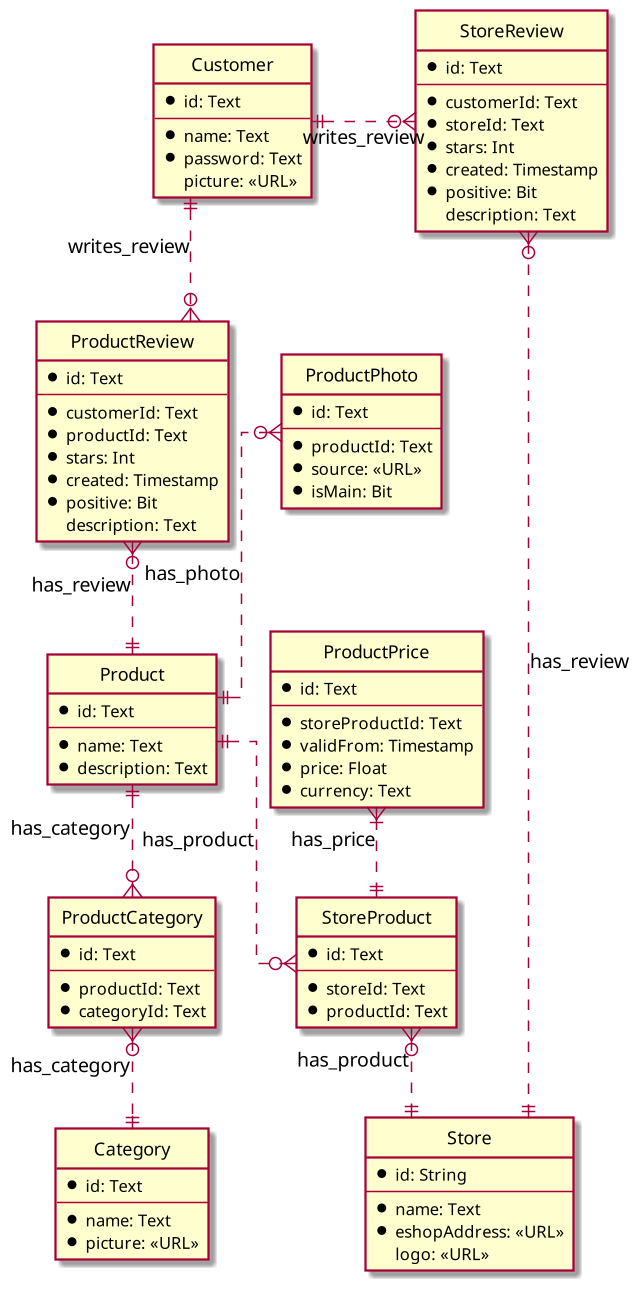 StoreReview
id: Text
customerId: Text
storeId: Text
stars: Int
created: Timestamp
positive: Bit
description: Text
Customer
id: Text
name: Text
password: Text
picture: «URL»
writes_review
writes_review
ProductReview
id: Text
customerId: Text
productId: Text
stars: Int
created: Timestamp
positive: Bit
description: Text
ProductPhoto
id: Text
productId: Text
source: «URL»
isMain: Bit
has_review
has_photo
has_review
Product
id: Text
name: Text
description: Text
ProductPrice
id: Text
storeProductId: Text
validFrom: Timestamp
price: Float
currency: Text
has_category
has_product
has_price
ProductCategory
id: Text
productId: Text
categoryId: Text
StoreProduct
id: Text
storeId: Text
productId: Text
has_category
has_product
Category
id: Text
name: Text
picture: «URL»
Store
id: String
name: Text
eshopAddress: «URL»
logo: «URL»